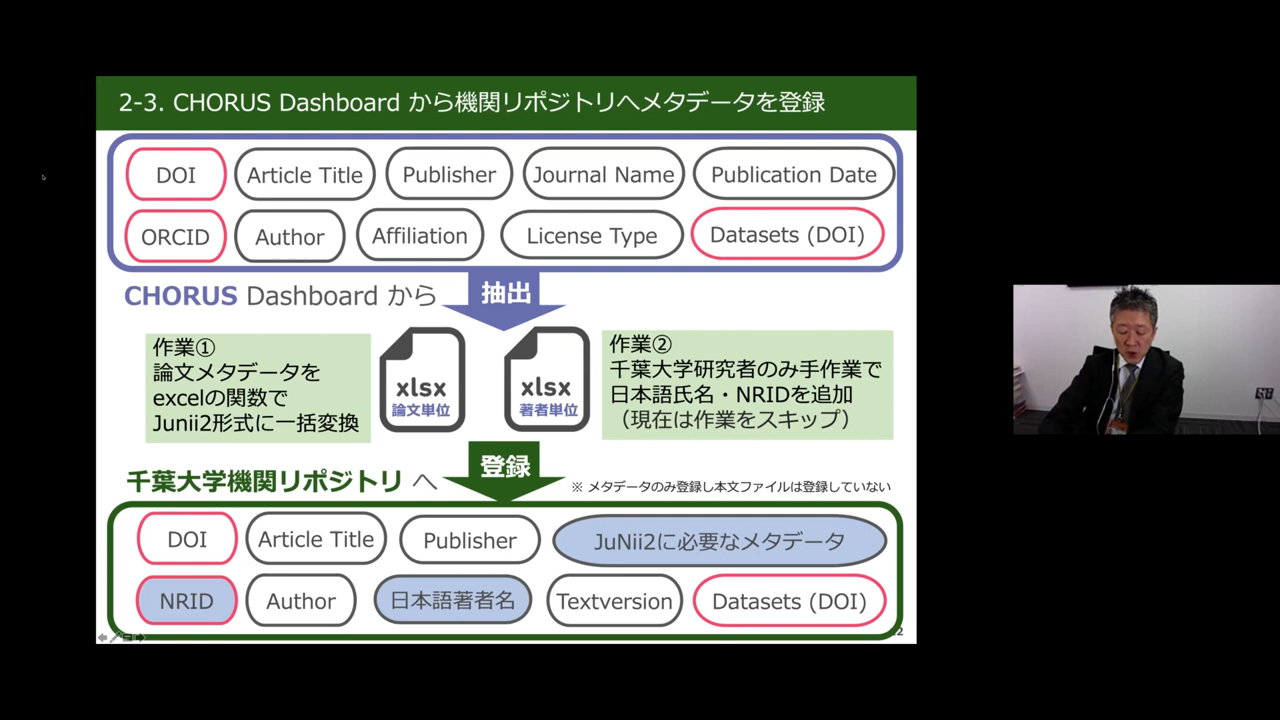 2-3. CHORUS Dashboard から機関リポジトリへメタデータを登録
DOI Article Title Publisher Journal Name Publication Date
ORCID Author Affiliation License Type Datasets (DOI)
CHORUS Dashboard から
抽出
作業①
論文メタデータを
excelの関数で
Junii2形式に一括変換
xlsx
論文単位
xlsx
著者単位
作業②
千葉大学研究者のみ手作業で
日本語氏名・NRIDを追加
（現在は作業をスキップ）
千葉大学機関リポジトリ へ
登録
※ メタデータのみ登録し本文ファイルは登録していない
DOI Article Title Publisher JuNii2に必要なメタデータ
NRID Author 日本語著者名 Textversion Datasets (DOI)